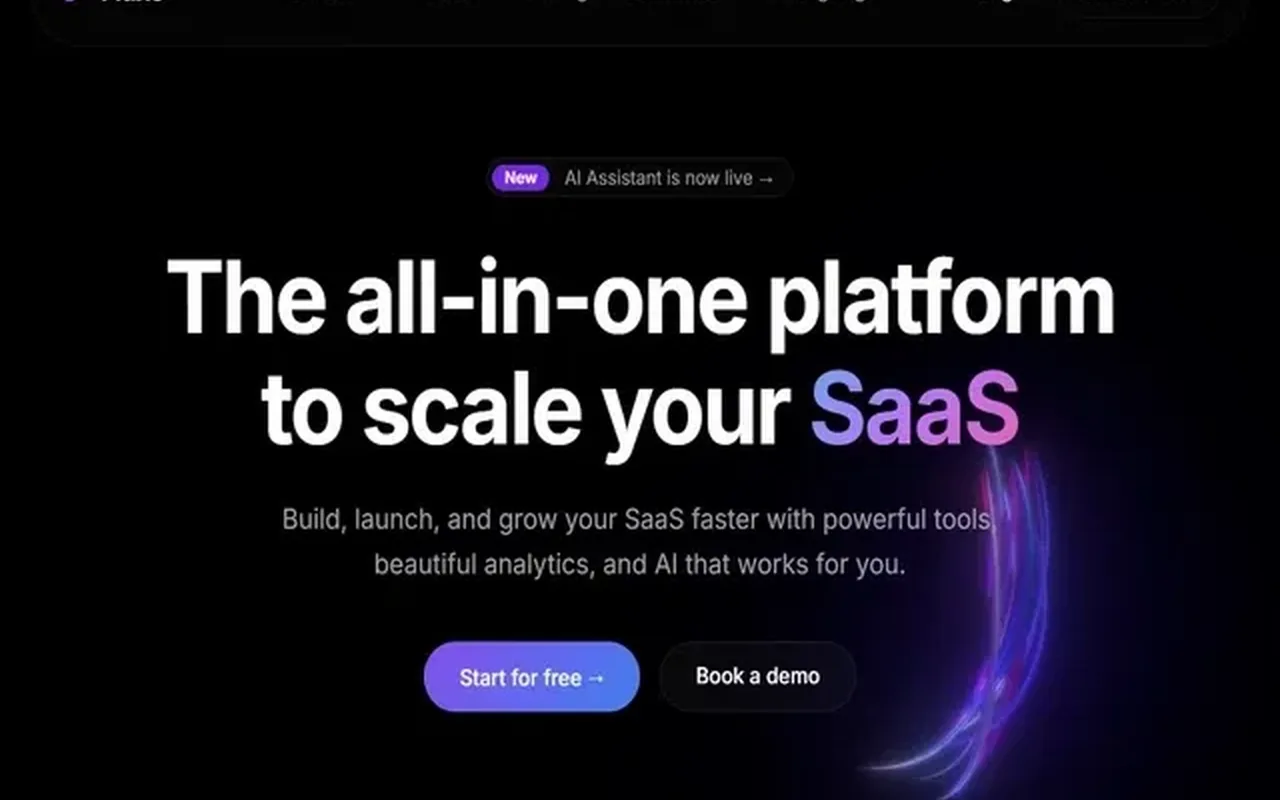 New AI Assistant is now live →
The all-in-one platform
to scale your SaaS
Build, launch, and grow your SaaS faster with powerful tools,
beautiful analytics, and AI that works for you.
Start for free → Book a demo